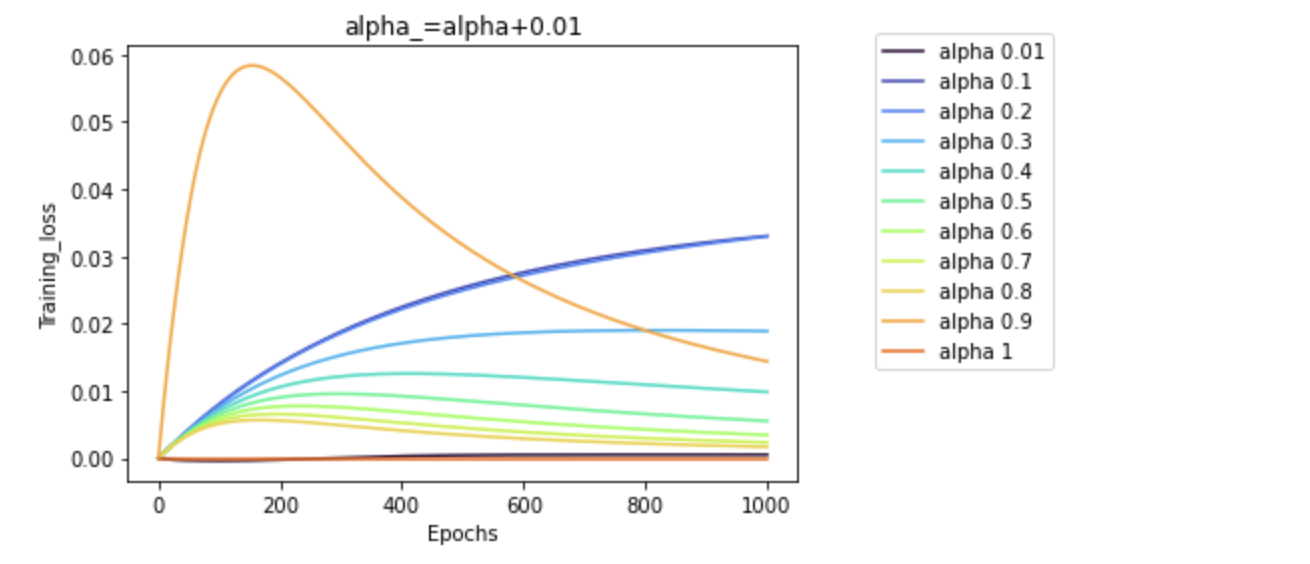 alpha_=alpha+0.01
0.06
0.05
0.04
0.03
0.02
0.01
0.00
Training_loss
0 200 400 600 800 1000
Epochs
alpha 0.01
alpha 0.1
alpha 0.2
alpha 0.3
alpha 0.4
alpha 0.5
alpha 0.6
alpha 0.7
alpha 0.8
alpha 0.9
alpha 1